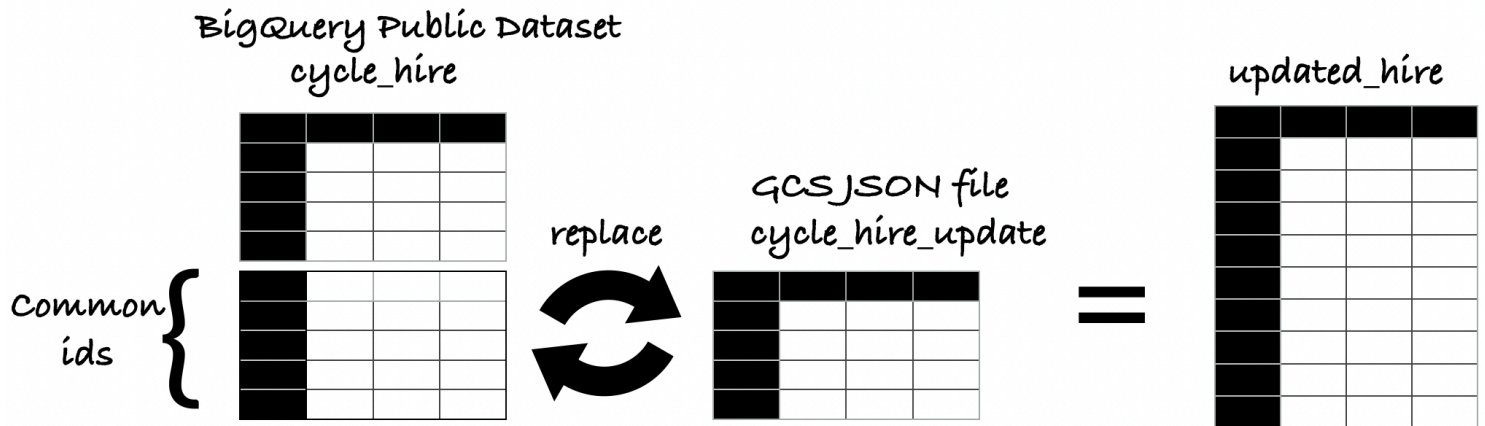 BigQuery Public Dataset
cycle_hire
updated_hire
GCS JSON file
cycle_hire_update
replace
Common
ids